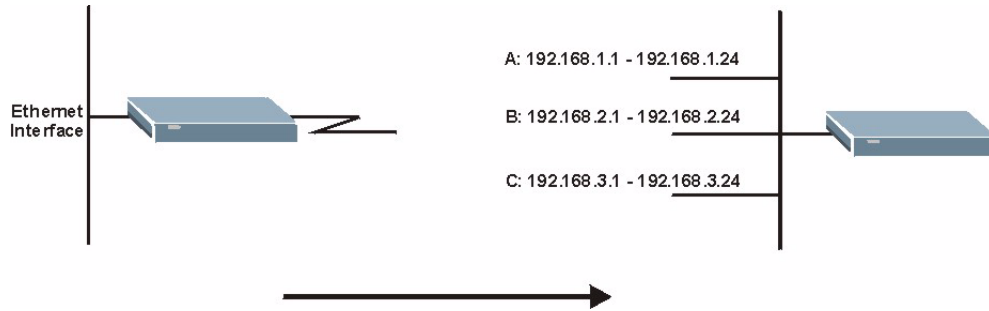 Ethernet
Interface
A: 192.168.1.1 - 192.168.1.24
B: 192.168.2.1 - 192.168.2.24
C: 192.168.3.1 - 192.168.3.24